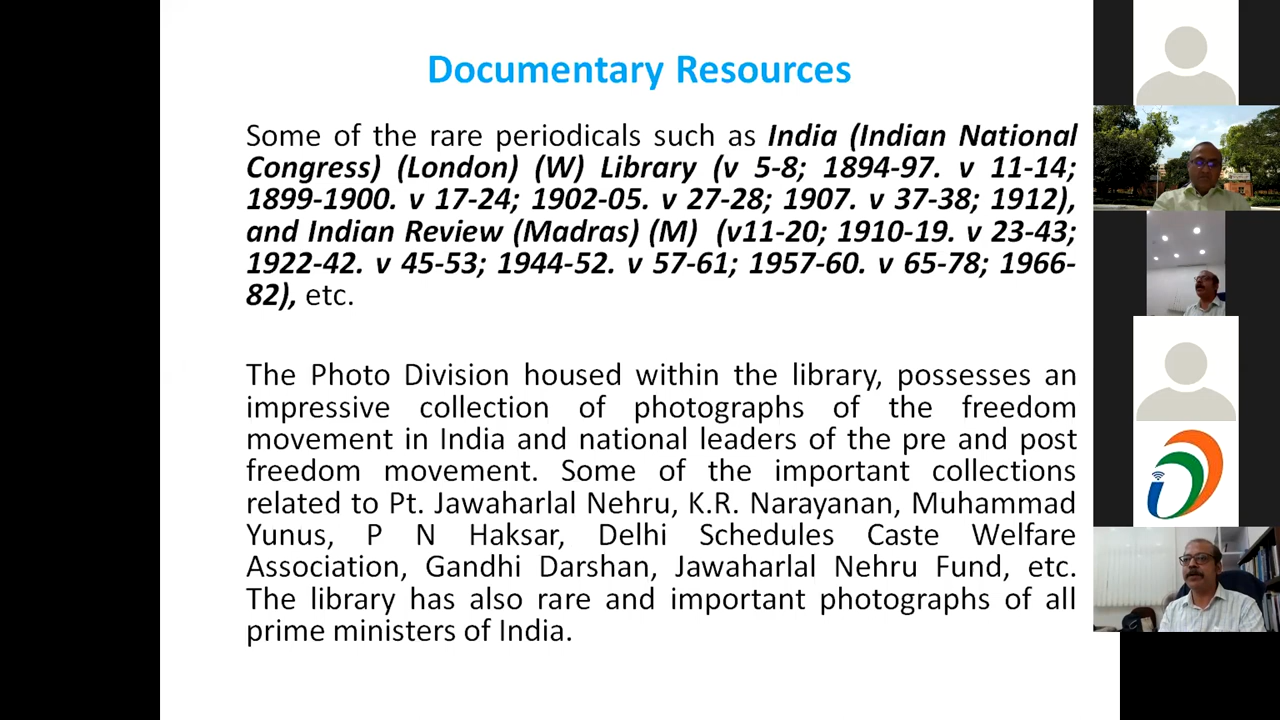 Documentary Resources
Some of the rare periodicals such as India (Indian National
Congress) (London) (W) Library (v 5-8; 1894-97. v 11-14;
1899-1900. v 17-24; 1902-05. v 27-28; 1907. v 37-38; 1912),
and Indian Review (Madras) (M) (v11-20; 1910-19. v 23-43;
1922-42. v 45-53; 1944-52. v 57-61; 1957-60. v 65-78; 1966-
82), etc.
The Photo Division housed within the library, possesses an
impressive collection of photographs of the freedom
movement in India and national leaders of the pre and post
freedom movement. Some of the important collections
related to Pt. Jawaharlal Nehru, K.R. Narayanan, Muhammad
Yunus, P N Haksar, Delhi Schedules Caste Welfare
Association, Gandhi Darshan, Jawaharlal Nehru Fund, etc.
The library has also rare and important photographs of all
prime ministers of India.